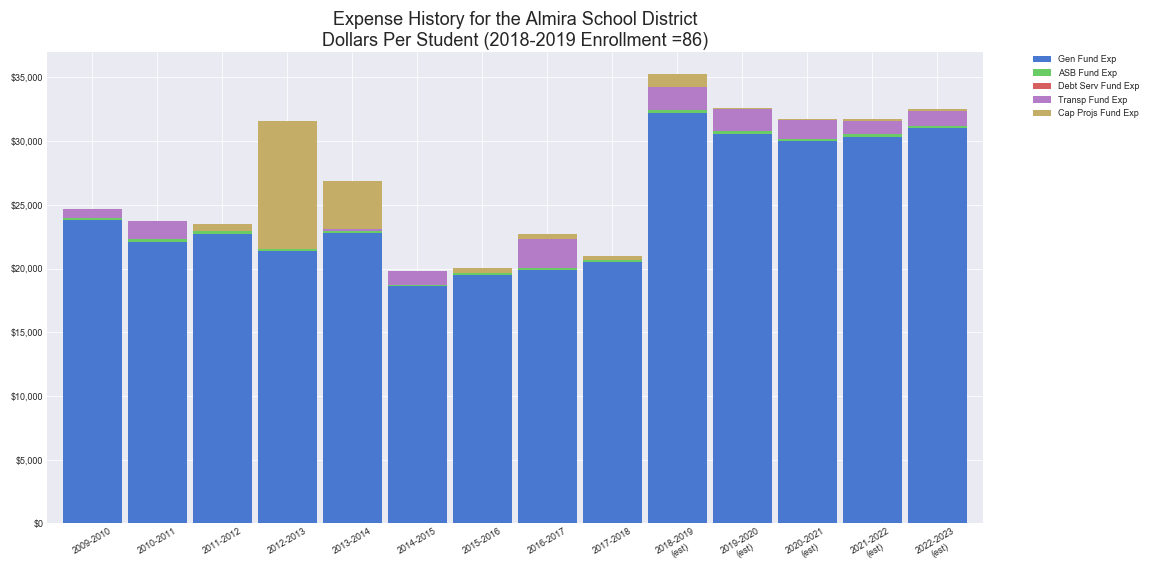 Expense History for the Almira School District
Dollars Per Student (2018-2019 Enrollment =86)
Gen Fund Exp
ASB Fund Exp
Debt Serv Fund Exp
Transp Fund Exp
Cap Projs Fund Exp
$35,000
$30,000
$25,000
$20,000
$15,000
$10,000
$5,000
$0
2009-2010
2010-2011
2011-2012
2012-2013
2013-2014
2014-2015
2015-2016
2016-2017
2017-2018
2018-2019
(est)
2019-2020
(est)
2020-2021
(est)
2021-2022
(est)
2022-2023
(est)